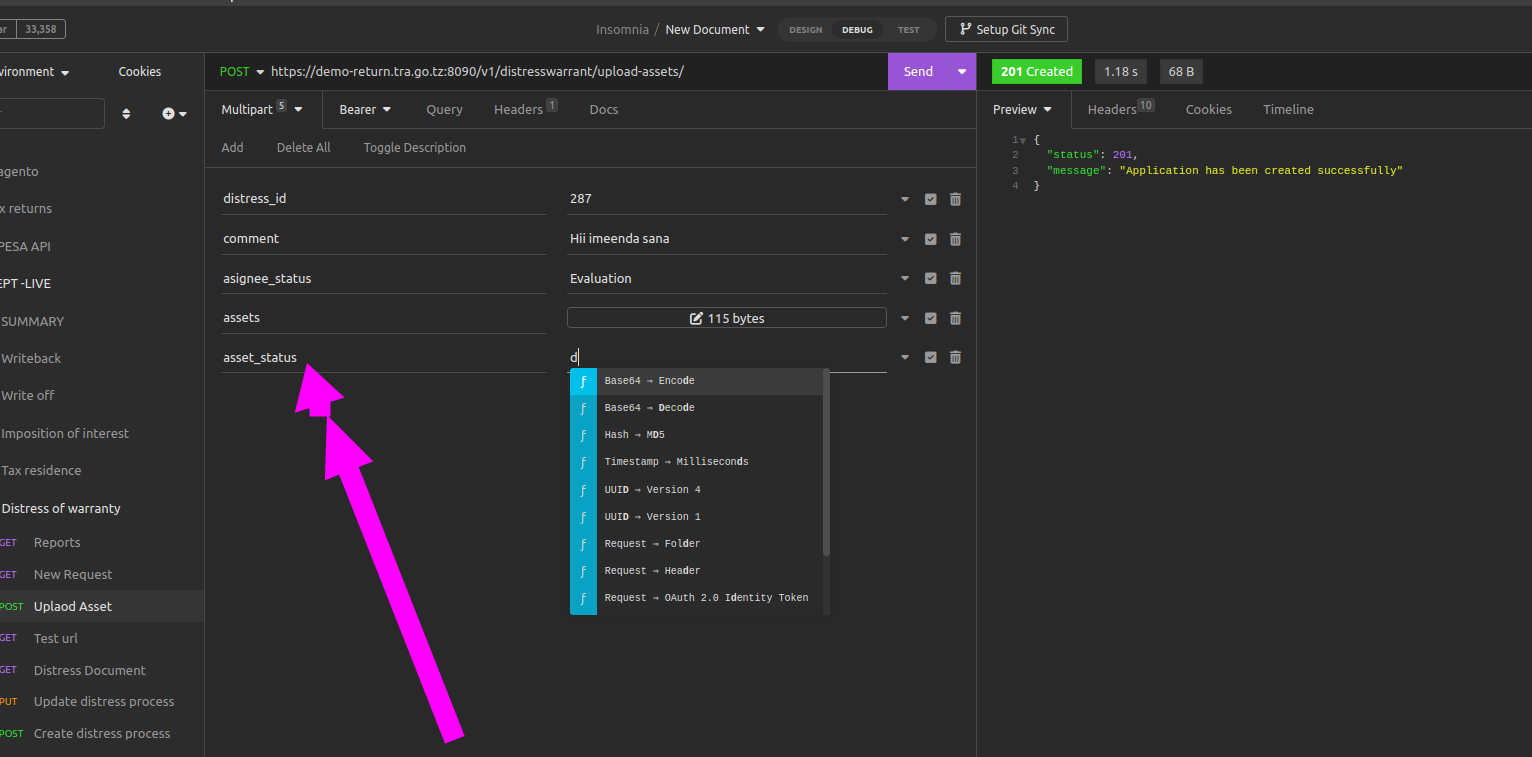 ar 33,358
Insomnia / New Document
DESIGN DEBUG TEST
Setup Git Sync
vironment Cookies
POST https://demo-return.tra.go.tz:8090/v1/distresswarrant/upload-assets/ Send
201 Created 1.18 s 68 B
Multipart 5 Bearer Query Headers 1 Docs
Preview Headers 10 Cookies Timeline
Add Delete All Toggle Description
1 {
2 "status": 201,
3 "message": "Application has been created successfully"
4 }
agento
x returns
PESA API
EPT -LIVE
SUMMARY
Writeback
Write off
Imposition of interest
Tax residence
Distress of warranty
GET Reports
GET New Request
POST Uplaod Asset
GET Test url
GET Distress Document
PUT Update distress process
POST Create distress process
distress_id 287
comment Hii imeenda sana
asignee_status Evaluation
assets 115 bytes
asset_status d
ƒ Base64 → Encode
ƒ Base64 → Decode
ƒ Hash → MD5
ƒ Timestamp → Milliseconds
ƒ UUID → Version 4
ƒ UUID → Version 1
ƒ Request → Folder
ƒ Request → Header
ƒ Request → OAuth 2.0 Identity Token